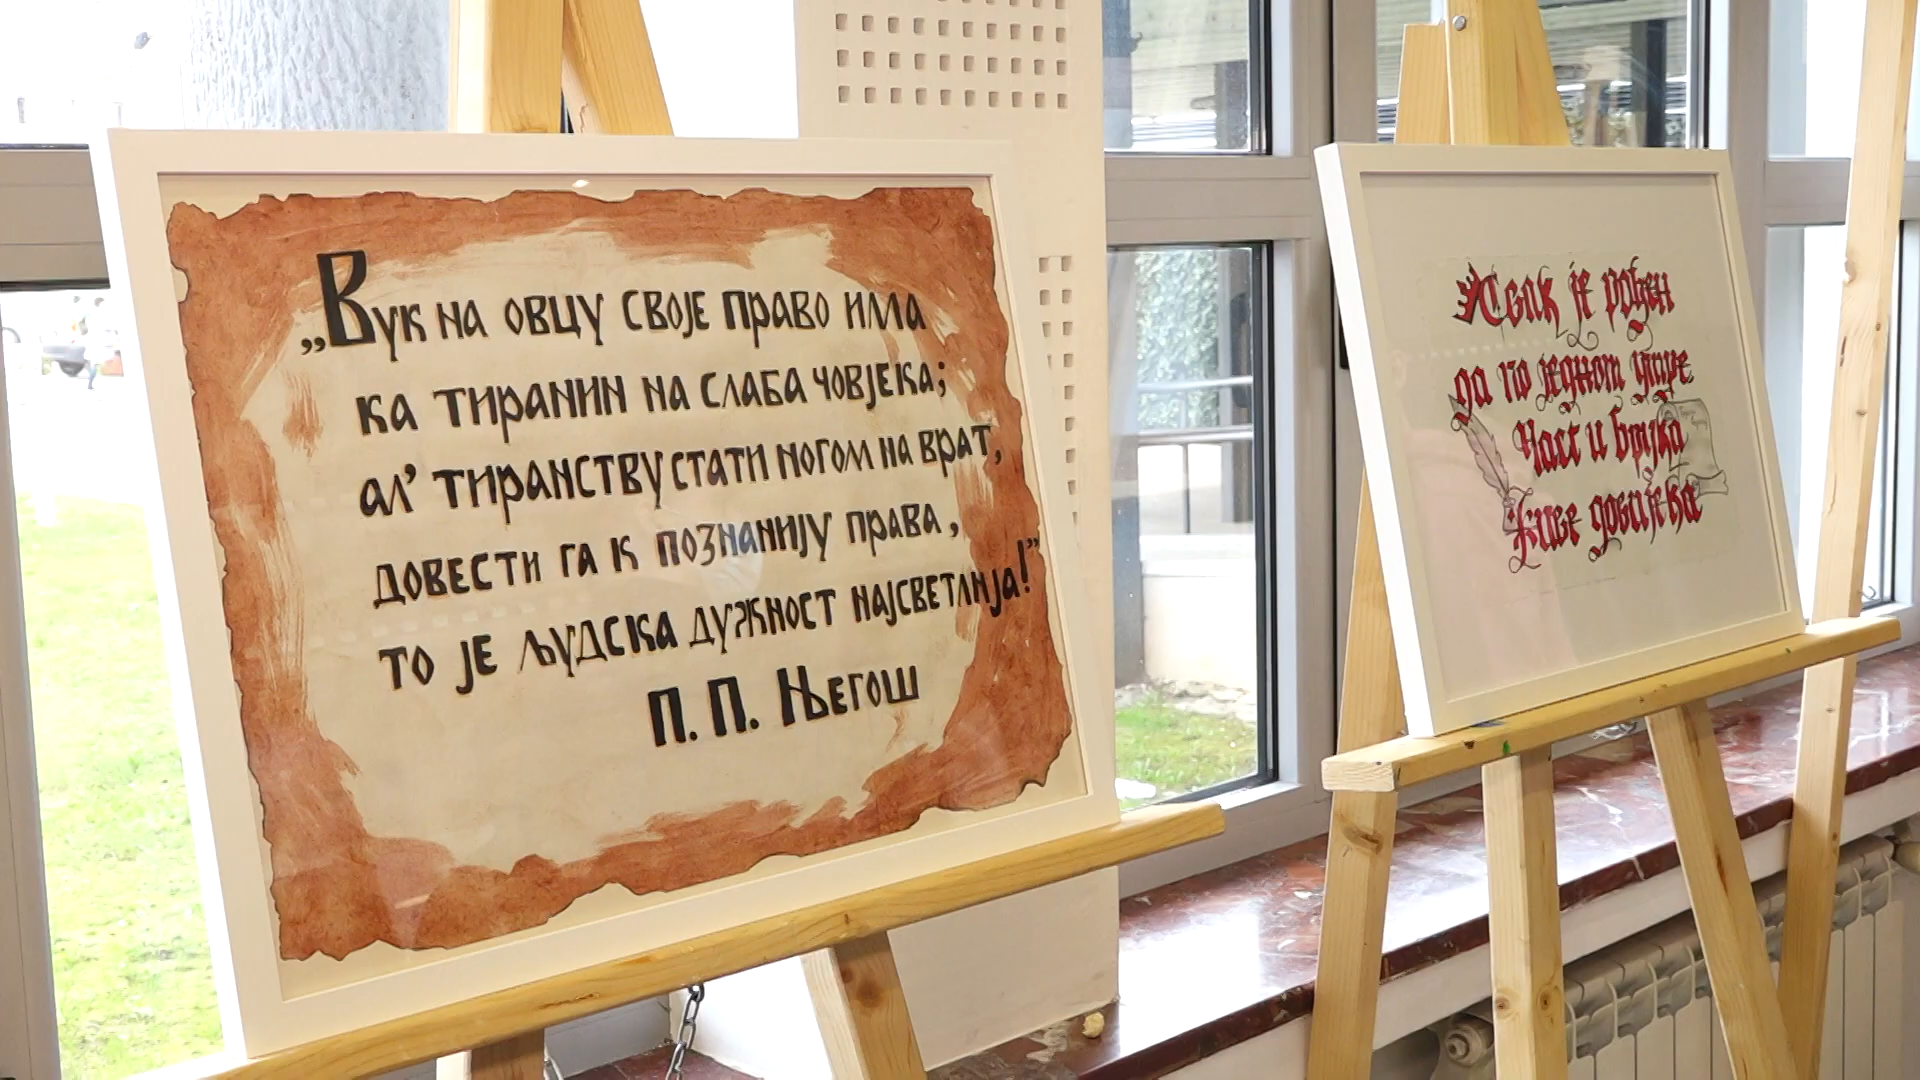 „Вук на овцу своје право има
ка тиранин на слаба човјека;
ал’ тиранству стати ногом на врат,
довести га к познанију права,
то је људска дужност најсветлија!”
П. П. Његош
Свак је рођен
да по једном умре
Част и брука
живе довијека